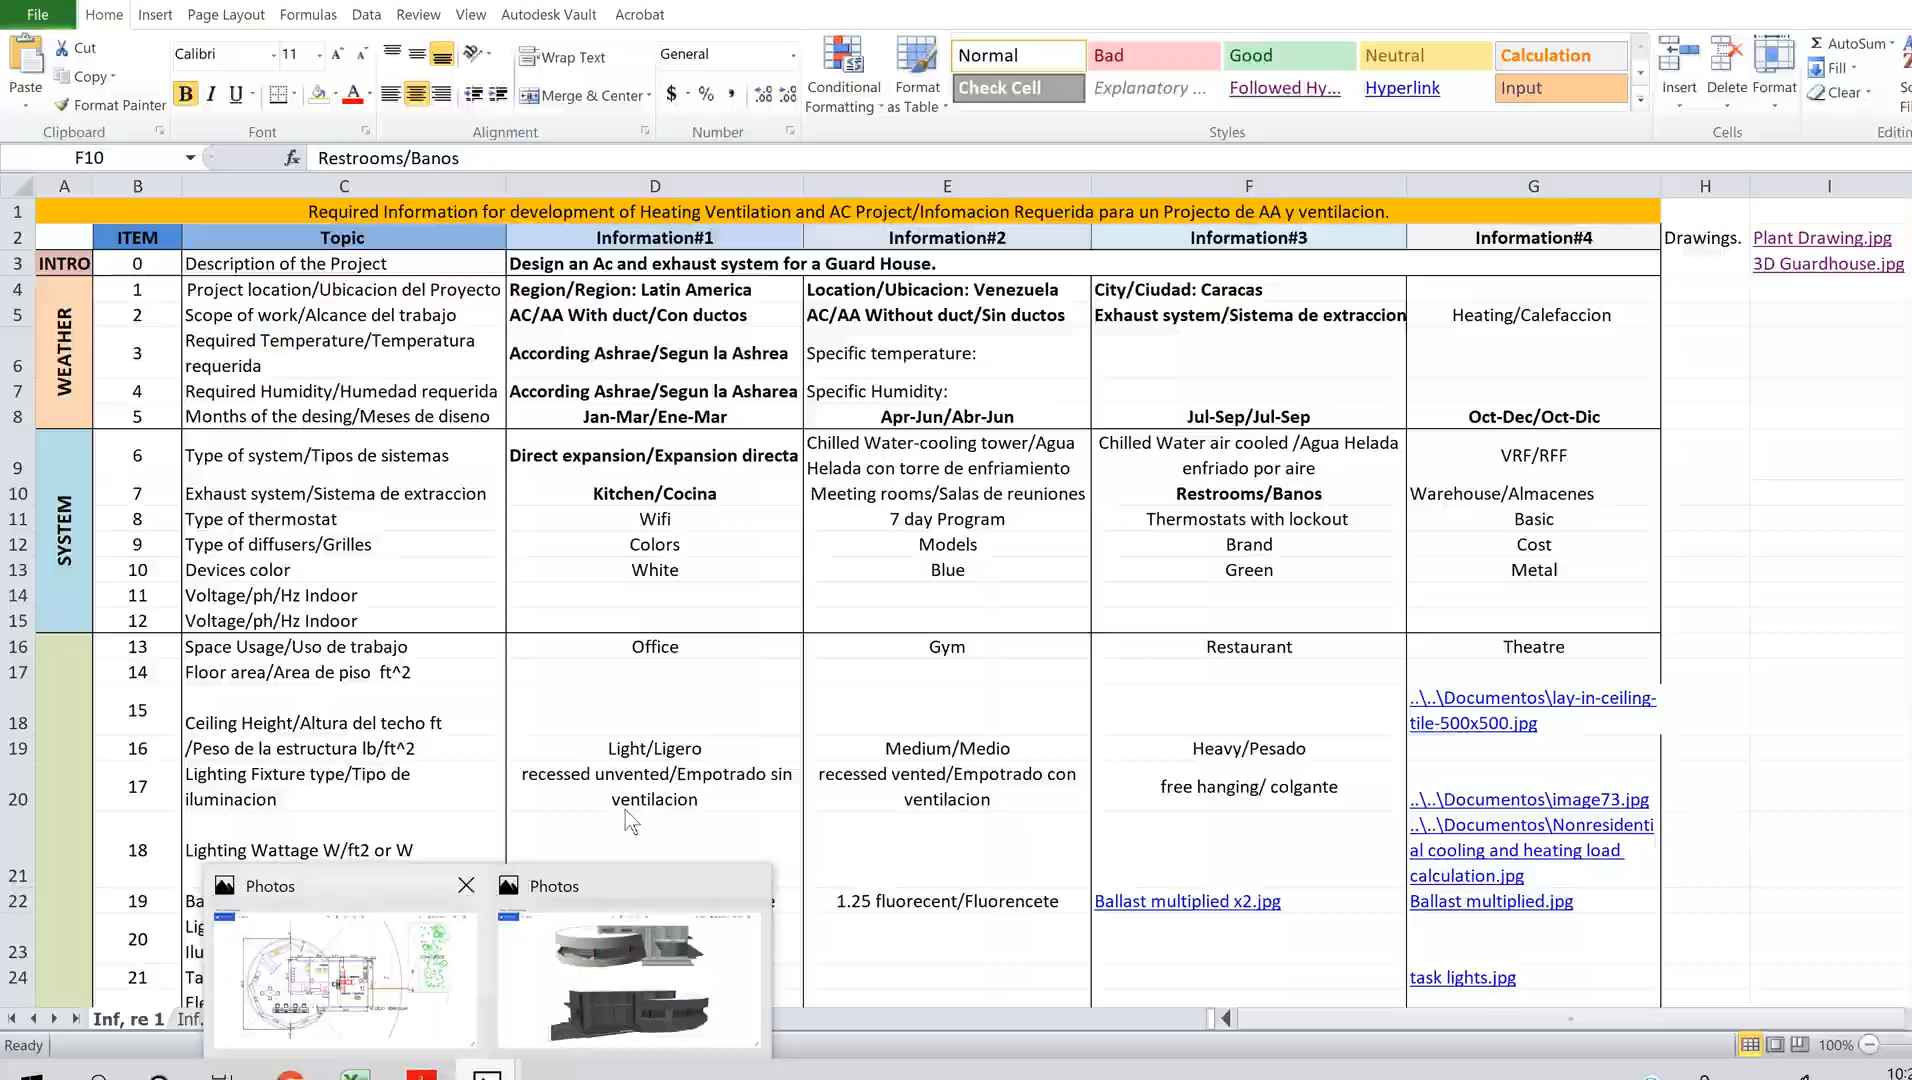 File Home Insert Page Layout Formulas Data Review View Autodesk Vault Acrobat
Cut Calibri 11 Wrap Text General Normal Bad Good Neutral Calculation AutoSum
Copy Fill
Paste Conditional Format Insert Delete Format
Format Painter B I U Merge & Center $ % Formatting as Table Check Cell Explanatory ... Followed Hy... Hyperlink Input Clear
Clipboard Font Alignment Number Styles Cells Editin
F10 fx Restrooms/Banos
A B C D E F G H I
1 Required Information for development of Heating Ventilation and AC Project/Infomacion Requerida para un Projecto de AA y ventilacion.
2 ITEM Topic Information#1 Information#2 Information#3 Information#4 Drawings. Plant Drawing.jpg
3 INTRO 0 Description of the Project Design an Ac and exhaust system for a Guard House. 3D Guardhouse.jpg
WEATHER
4 1 Project location/Ubicacion del Proyecto Region/Region: Latin America Location/Ubicacion: Venezuela City/Ciudad: Caracas
5 2 Scope of work/Alcance del trabajo AC/AA With duct/Con ductos AC/AA Without duct/Sin ductos Exhaust system/Sistema de extraccion Heating/Calefaccion
6 3 Required Temperature/Temperatura
requerida According Ashrae/Segun la Ashrea Specific temperature:
7 4 Required Humidity/Humedad requerida According Ashrae/Segun la Asharea Specific Humidity:
8 5 Months of the desing/Meses de diseno Jan-Mar/Ene-Mar Apr-Jun/Abr-Jun Jul-Sep/Jul-Sep Oct-Dec/Oct-Dic
SYSTEM
9 6 Type of system/Tipos de sistemas Direct expansion/Expansion directa Chilled Water-cooling tower/Agua
Helada con torre de enfriamiento Chilled Water air cooled /Agua Helada
enfriado por aire VRF/RFF
10 7 Exhaust system/Sistema de extraccion Kitchen/Cocina Meeting rooms/Salas de reuniones Restrooms/Banos Warehouse/Almacenes
11 8 Type of thermostat Wifi 7 day Program Thermostats with lockout Basic
12 9 Type of diffusers/Grilles Colors Models Brand Cost
13 10 Devices color White Blue Green Metal
14 11 Voltage/ph/Hz Indoor
15 12 Voltage/ph/Hz Indoor
16 13 Space Usage/Uso de trabajo Office Gym Restaurant Theatre
17 14 Floor area/Area de piso ft^2
18 15 Ceiling Height/Altura del techo ft ..\..\Documentos\lay-in-ceiling-
tile-500x500.jpg
19 16 /Peso de la estructura lb/ft^2 Light/Ligero Medium/Medio Heavy/Pesado
20 17 Lighting Fixture type/Tipo de
iluminacion recessed unvented/Empotrado sin
ventilacion recessed vented/Empotrado con
ventilacion free hanging/ colgante ..\..\Documentos\image73.jpg
21 18 Lighting Wattage W/ft2 or W ..\..\Documentos\Nonresidenti
al cooling and heating load
calculation.jpg
22 19 Ba 1.25 fluorecent/Fluorencete Ballast multiplied x2.jpg Ballast multiplied.jpg
23 20 Lig
Ilu
24 21 Ta task lights.jpg
Ele
Photos Photos
Inf, re 1 Inf.
Ready 100%
10:2